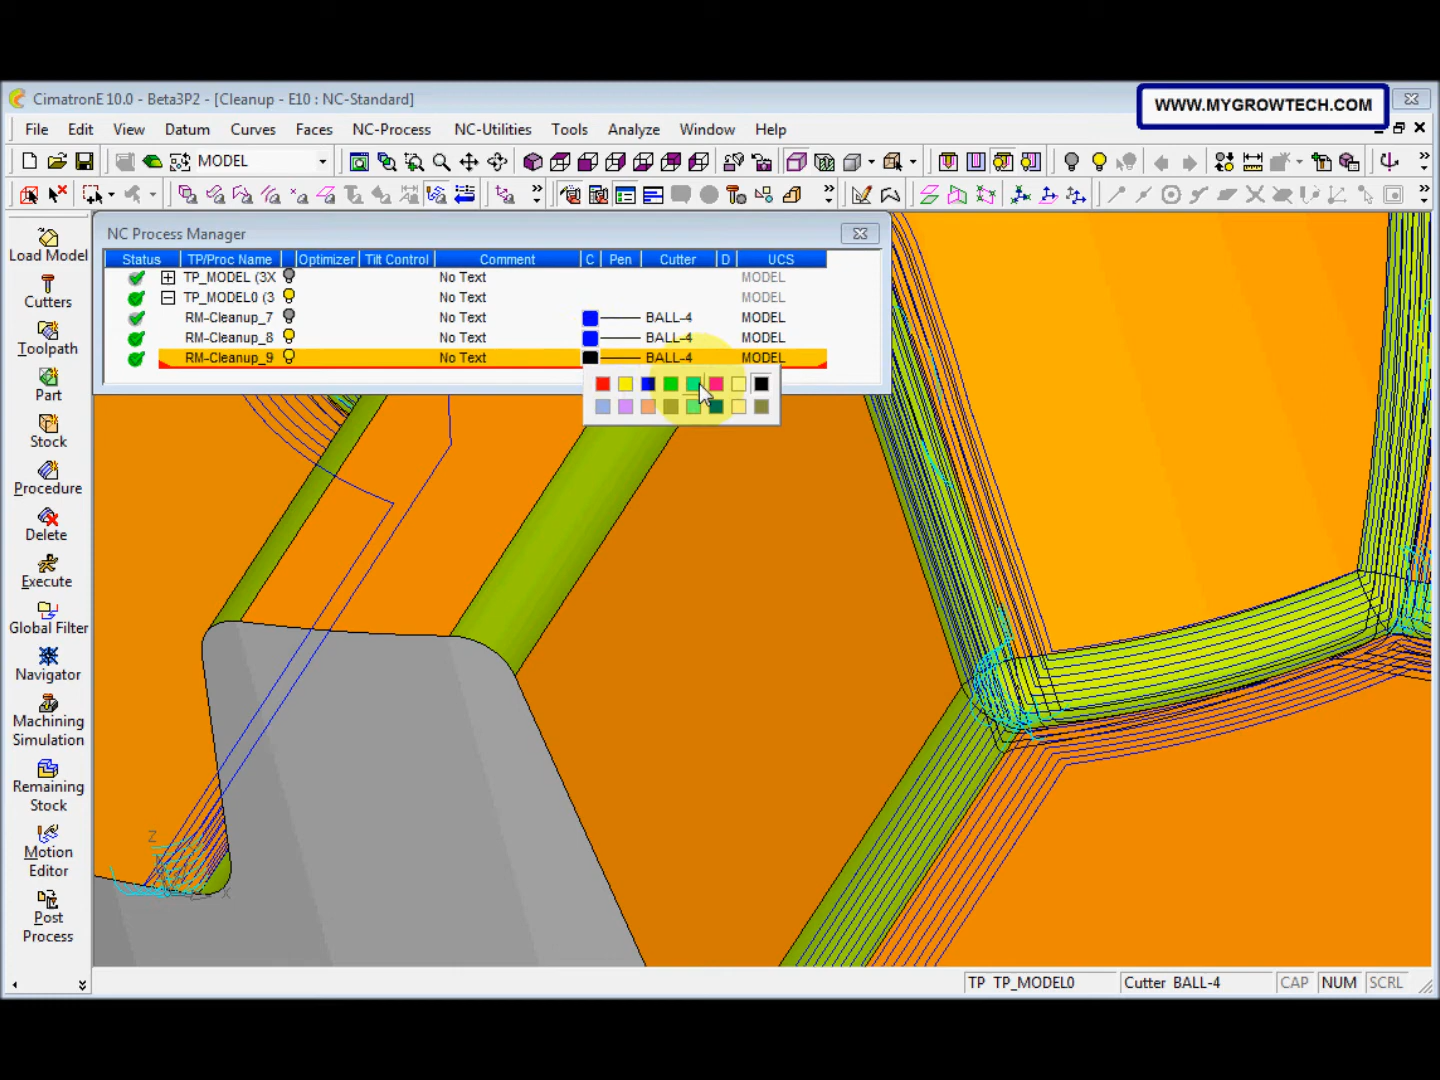 CimatronE 10.0 - Beta3P2 - [Cleanup - E10 : NC-Standard]
WWW.MYGROWTECH.COM
File Edit View Datum Curves Faces NC-Process NC-Utilities Tools Analyze Window Help
MODEL
Load Model
Cutters
Toolpath
Part
Stock
Procedure
Delete
Execute
Global Filter
Navigator
Machining
Simulation
Remaining
Stock
Motion
Editor
Post
Process
NC Process Manager
Status TP/Proc Name Optimizer Tilt Control Comment C Pen Cutter D UCS
TP_MODEL (3X No Text MODEL
TP_MODEL0 (3 No Text MODEL
RM-Cleanup_7 No Text BALL-4 MODEL
RM-Cleanup_8 No Text BALL-4 MODEL
RM-Cleanup_9 No Text BALL-4 MODEL
Z
X
TP TP_MODEL0 Cutter BALL-4 CAP NUM SCRL